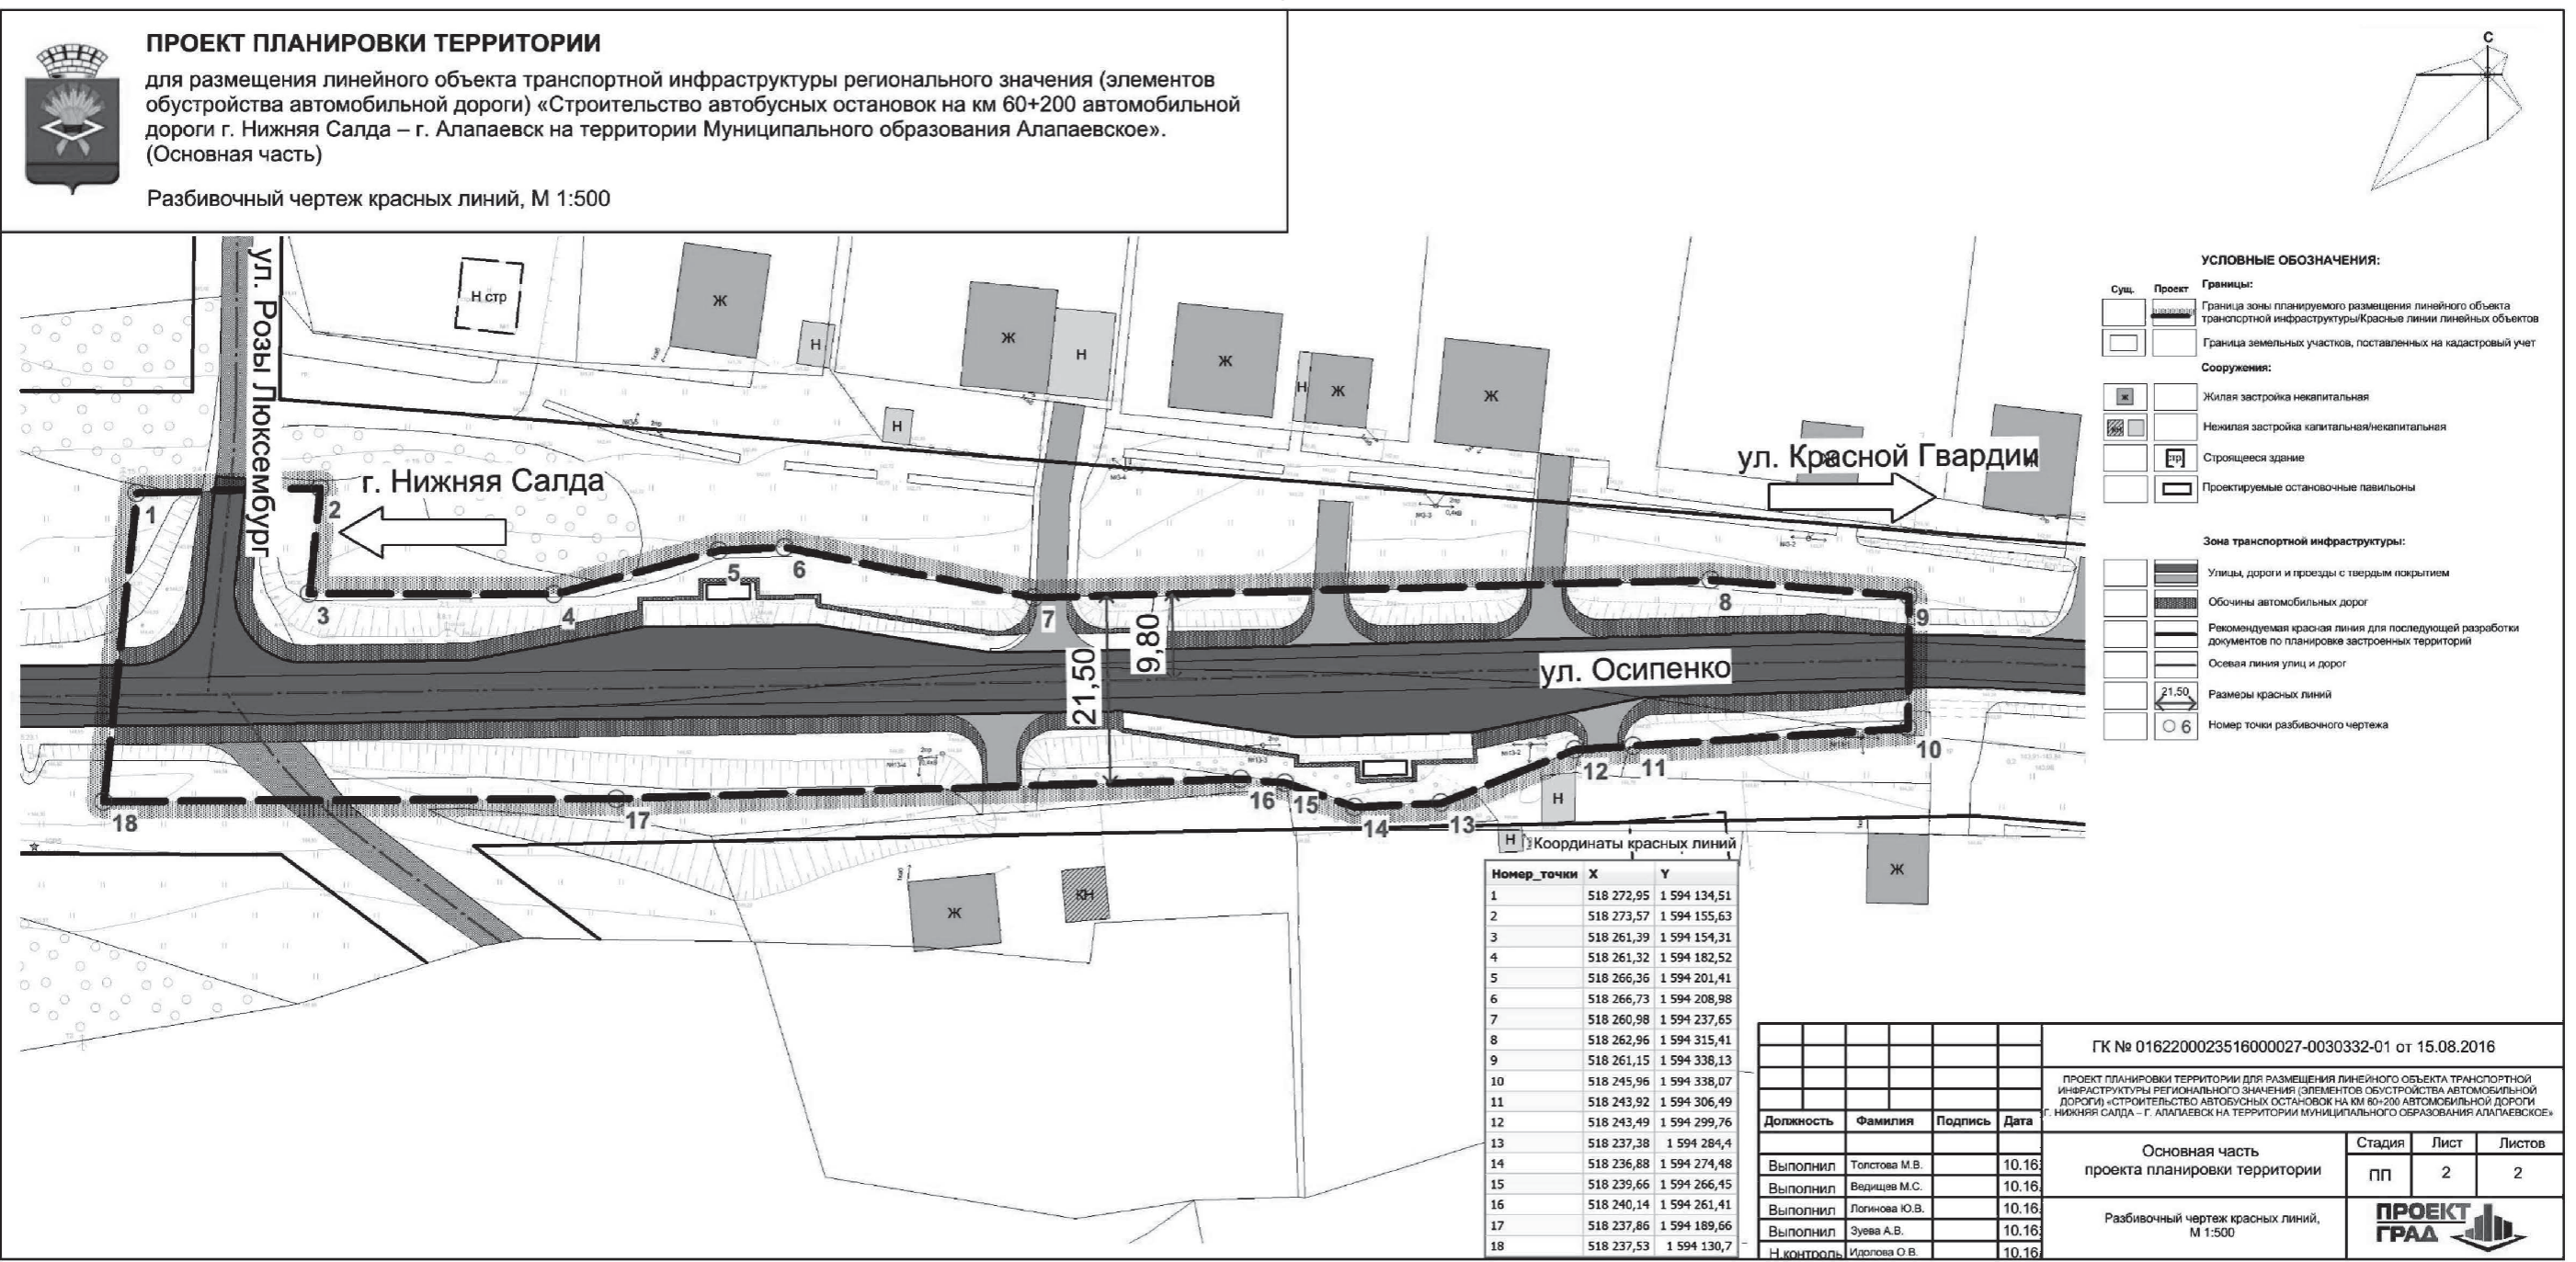 ПРОЕКТ ПЛАНИРОВКИ ТЕРРИТОРИИ
для размещения линейного объекта транспортной инфраструктуры регионального значения (элементов
обустройства автомобильной дороги) «Строительство автобусных остановок на км 60+200 автомобильной
дороги г. Нижняя Салда – г. Алапаевск на территории Муниципального образования Алапаевское».
(Основная часть)
Разбивочный чертеж красных линий, М 1:500
С
ул. Розы Люксембург
Н стр
Ж
Н
Ж
Н
Н
Ж
Н
Ж
Ж
г. Нижняя Салда
ул. Красной Гвардии
1
2
3
4
5
6
7
8
9
21,50
9,80
ул. Осипенко
10
11
12
13
14
15
16
17
18
Н
Н
Ж
КН
Ж
УСЛОВНЫЕ ОБОЗНАЧЕНИЯ:
Сущ. Проект Границы:
Граница зоны планируемого размещения линейного объекта
транспортной инфраструктуры/Красные линии линейных объектов
Граница земельных участков, поставленных на кадастровый учет
Сооружения:
ж Жилая застройка некапитальная
Нежилая застройка капитальная/некапитальная
стр Строящееся здание
Проектируемые остановочные павильоны
Зона транспортной инфраструктуры:
Улицы, дороги и проезды с твердым покрытием
Обочины автомобильных дорог
Рекомендуемая красная линия для последующей разработки
документов по планировке застроенных территорий
Осевая линия улиц и дорог
21,50 Размеры красных линий
6 Номер точки разбивочного чертежа
Координаты красных линий
Номер_точки X Y
1 518 272,95 1 594 134,51
2 518 273,57 1 594 155,63
3 518 261,39 1 594 154,31
4 518 261,32 1 594 182,52
5 518 266,36 1 594 201,41
6 518 266,73 1 594 208,98
7 518 260,98 1 594 237,65
8 518 262,96 1 594 315,41
9 518 261,15 1 594 338,13
10 518 245,96 1 594 338,07
11 518 243,92 1 594 306,49
12 518 243,49 1 594 299,76
13 518 237,38 1 594 284,4
14 518 236,88 1 594 274,48
15 518 239,66 1 594 266,45
16 518 240,14 1 594 261,41
17 518 237,86 1 594 189,66
18 518 237,53 1 594 130,7
ГК № 0162200023516000027-0030332-01 от 15.08.2016
ПРОЕКТ ПЛАНИРОВКИ ТЕРРИТОРИИ ДЛЯ РАЗМЕЩЕНИЯ ЛИНЕЙНОГО ОБЪЕКТА ТРАНСПОРТНОЙ
ИНФРАСТРУКТУРЫ РЕГИОНАЛЬНОГО ЗНАЧЕНИЯ (ЭЛЕМЕНТОВ ОБУСТРОЙСТВА АВТОМОБИЛЬНОЙ
ДОРОГИ) «СТРОИТЕЛЬСТВО АВТОБУСНЫХ ОСТАНОВОК НА КМ 60+200 АВТОМОБИЛЬНОЙ ДОРОГИ
Г. НИЖНЯЯ САЛДА – Г. АЛАПАЕВСК НА ТЕРРИТОРИИ МУНИЦИПАЛЬНОГО ОБРАЗОВАНИЯ АЛАПАЕВСКОЕ»
Должность Фамилия Подпись Дата
Выполнил Толстова М.В. 10.16
Выполнил Ведищев М.С. 10.16
Выполнил Логинова Ю.В. 10.16
Выполнил Зуева А.В. 10.16
Н.контроль Идолова О.В. 10.16
Основная часть
проекта планировки территории
Стадия Лист Листов
ПП 2 2
Разбивочный чертеж красных линий,
М 1:500
ПРОЕКТ
ГРАД